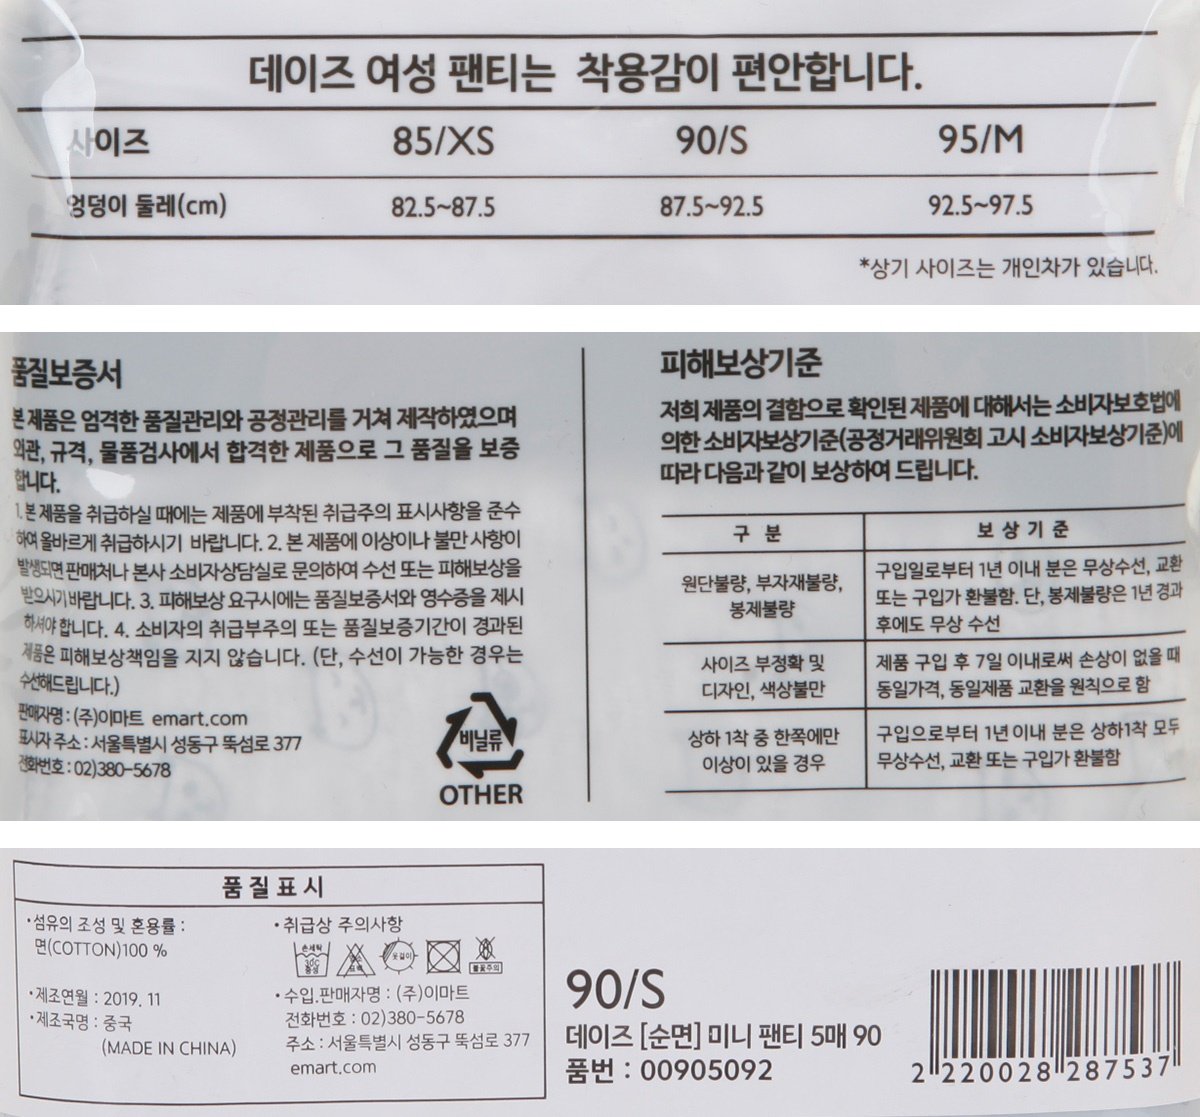 데이즈 여성 팬티는 착용감이 편안합니다.
사이즈 85/XS 90/S 95/M
엉덩이 둘레(cm) 82.5~87.5 87.5~92.5 92.5~97.5
*상기 사이즈는 개인차가 있습니다.
품질보증서
본 제품은 엄격한 품질관리와 공정관리를 거쳐 제작하였으며
외관, 규격, 물품검사에서 합격한 제품으로 그 품질을 보증
합니다.
1. 본 제품을 취급하실 때에는 제품에 부착된 취급주의 표시사항을 준수
하여 올바르게 취급하시기 바랍니다. 2. 본 제품에 이상이나 불만 사항이
발생되면 판매처나 본사 소비자상담실로 문의하여 수선 또는 피해보상을
받으시기바랍니다. 3. 피해보상 요구시에는 품질보증서와 영수증을 제시
하셔야 합니다. 4. 소비자의 취급부주의 또는 품질보증기간이 경과된
제품은 피해보상책임을 지지 않습니다. (단, 수선이 가능한 경우는
수선해드립니다.)
판매자명 : (주)이마트 emart.com
표시자 주소 : 서울특별시 성동구 뚝섬로 377
전화번호 : 02)380-5678
비닐류
OTHER
피해보상기준
저희 제품의 결함으로 확인된 제품에 대해서는 소비자보호법에
의한 소비자보상기준(공정거래위원회 고시 소비자보상기준)에
따라 다음과 같이 보상하여 드립니다.
구 분 보 상 기 준
원단불량, 부자재불량,
봉제불량
구입일로부터 1년 이내 분은 무상수선, 교환
또는 구입가 환불함. 단, 봉제불량은 1년 경과
후에도 무상 수선
사이즈 부정확 및
디자인, 색상불만
제품 구입 후 7일 이내로써 손상이 없을 때
동일가격, 동일제품 교환을 원칙으로 함
상하 1착 중 한쪽에만
이상이 있을 경우
구입으로부터 1년 이내 분은 상하1착 모두
무상수선, 교환 또는 구입가 환불함
품 질 표 시
·섬유의 조성 및 혼용률 :
면(COTTON)100 %
·제조연월 : 2019. 11
·제조국명 : 중국
(MADE IN CHINA)
·취급상 주의사항
손세탁
30℃
중성
염소
표백
옷걸이
불꽃주의
·수입.판매자명 : (주)이마트
전화번호 : 02)380-5678
주소 : 서울특별시 성동구 뚝섬로 377
emart.com
90/S
데이즈 [순면] 미니 팬티 5매 90
품번 : 00905092
2 220028 287537